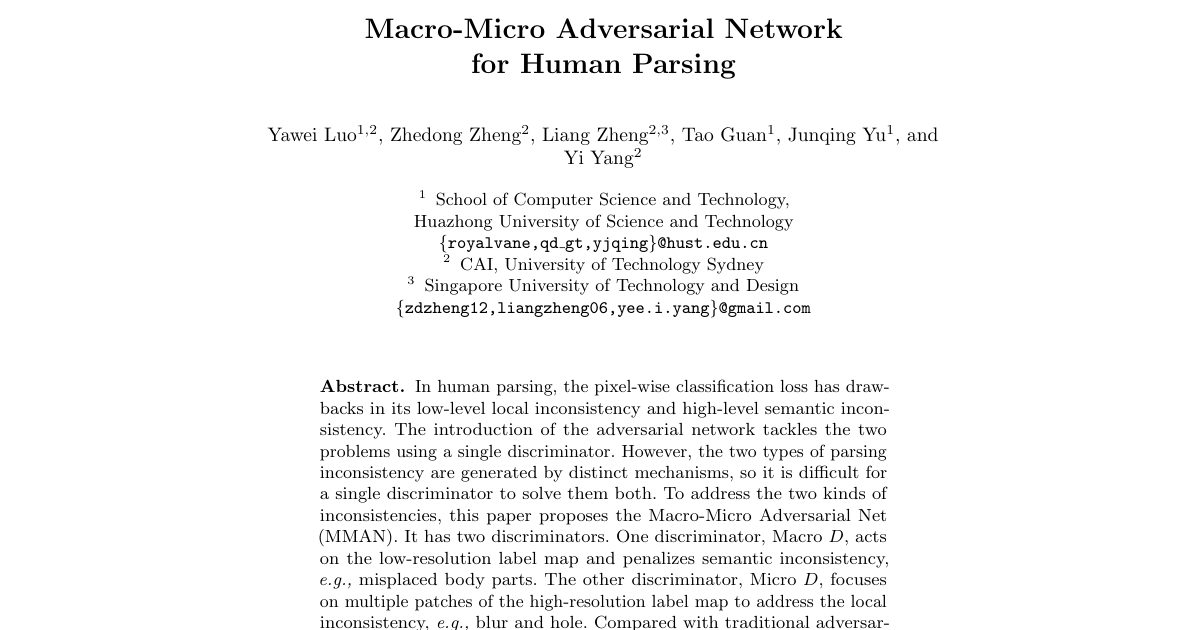 Macro-Micro Adversarial Network
for Human Parsing
Yawei Luo1,2, Zhedong Zheng2, Liang Zheng2,3, Tao Guan1, Junqing Yu1, and
Yi Yang2
1 School of Computer Science and Technology,
Huazhong University of Science and Technology
{royalvane,qd_gt,yjqing}@hust.edu.cn
2 CAI, University of Technology Sydney
3 Singapore University of Technology and Design
{zdzheng12,liangzheng06,yee.i.yang}@gmail.com
Abstract. In human parsing, the pixel-wise classification loss has draw-
backs in its low-level local inconsistency and high-level semantic incon-
sistency. The introduction of the adversarial network tackles the two
problems using a single discriminator. However, the two types of parsing
inconsistency are generated by distinct mechanisms, so it is difficult for
a single discriminator to solve them both. To address the two kinds of
inconsistencies, this paper proposes the Macro-Micro Adversarial Net
(MMAN). It has two discriminators. One discriminator, Macro D, acts
on the low-resolution label map and penalizes semantic inconsistency,
e.g., misplaced body parts. The other discriminator, Micro D, focuses
on multiple patches of the high-resolution label map to address the local
inconsistency, e.g., blur and hole. Compared with traditional adversar-